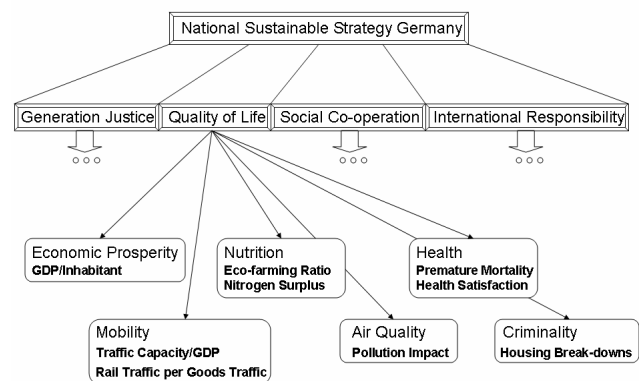 National Sustainable Strategy Germany
Generation Justice
Quality of Life
Social Co-operation
International Responsibility
Economic Prosperity
GDP/Inhabitant
Nutrition
Eco-farming Ratio
Nitrogen Surplus
Health
Premature Mortality
Health Satisfaction
Mobility
Traffic Capacity/GDP
Rail Traffic per Goods Traffic
Air Quality
Pollution Impact
Criminality
Housing Break-downs